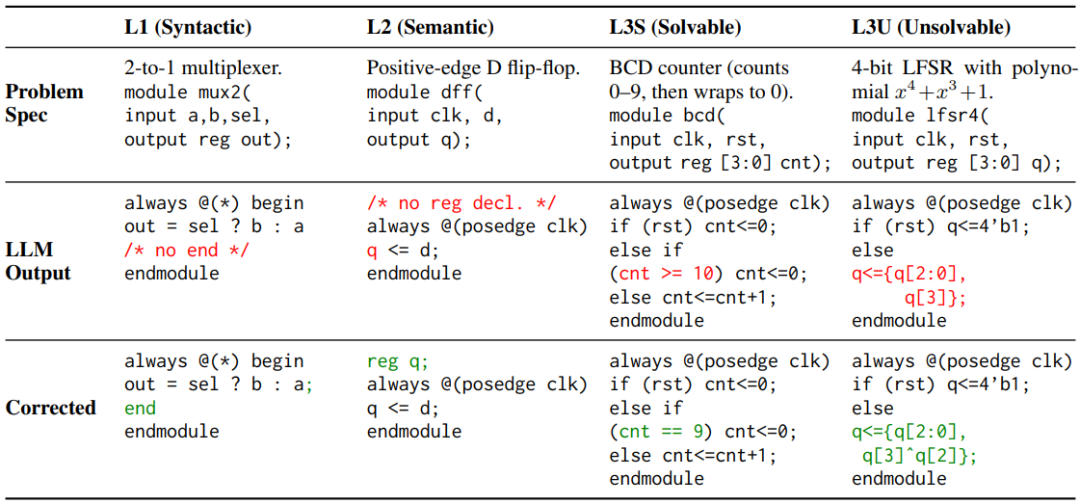 L1 (Syntactic) L2 (Semantic) L3S (Solvable) L3U (Unsolvable)
Problem Spec
2-to-1 multiplexer.
module mux2(
input a,b,sel,
output reg out);
Positive-edge D flip-flop.
module dff(
input clk, d,
output q);
BCD counter (counts
0–9, then wraps to 0).
module bcd(
input clk, rst,
output reg [3:0] cnt);
4-bit LFSR with polyno-
mial x⁴+x³+1.
module lfsr4(
input clk, rst,
output reg [3:0] q);
LLM Output
always @(*) begin
out = sel ? b : a
/* no end */
endmodule
/* no reg decl. */
always @(posedge clk)
q <= d;
endmodule
always @(posedge clk)
if (rst) cnt<=0;
else if
(cnt >= 10) cnt<=0;
else cnt<=cnt+1;
endmodule
always @(posedge clk)
if (rst) q<=4'b1;
else
q<={q[2:0],
q[3]};
endmodule
Corrected
always @(*) begin
out = sel ? b : a;
end
endmodule
reg q;
always @(posedge clk)
q <= d;
endmodule
always @(posedge clk)
if (rst) cnt<=0;
else if
(cnt == 9) cnt<=0;
else cnt<=cnt+1;
endmodule
always @(posedge clk)
if (rst) q<=4'b1;
else
q<={q[2:0],
q[3]^q[2]};
endmodule